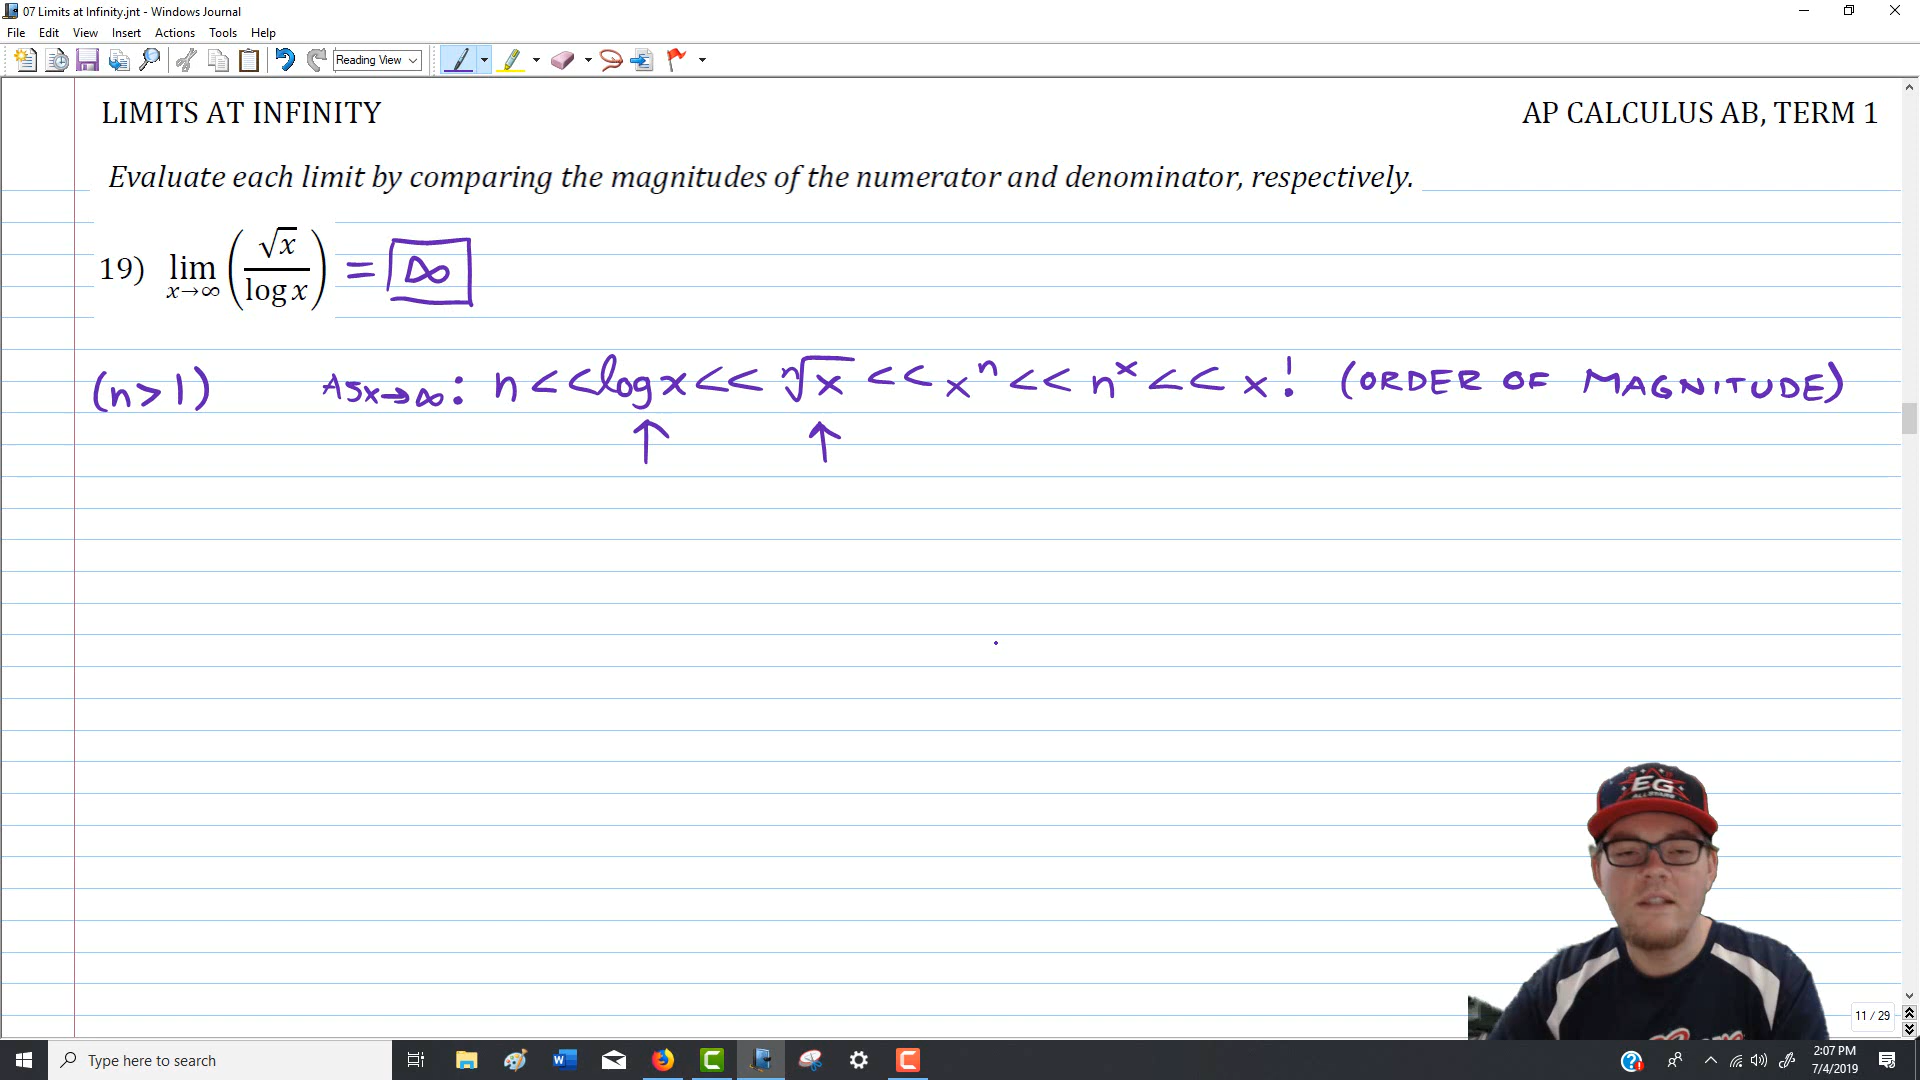 07 Limits at Infinity.jnt - Windows Journal
File Edit View Insert Actions Tools Help
Reading View
LIMITS AT INFINITY
AP CALCULUS AB, TERM 1
Evaluate each limit by comparing the magnitudes of the numerator and denominator, respectively.
19) lim x→∞ (√x / log x) = ∞
(n>1) As x→∞: n << log x << ⁿ√x << xⁿ << nˣ << x! (ORDER OF MAGNITUDE)
EG
ALLSTARS
11 / 29
Type here to search
2:07 PM
7/4/2019